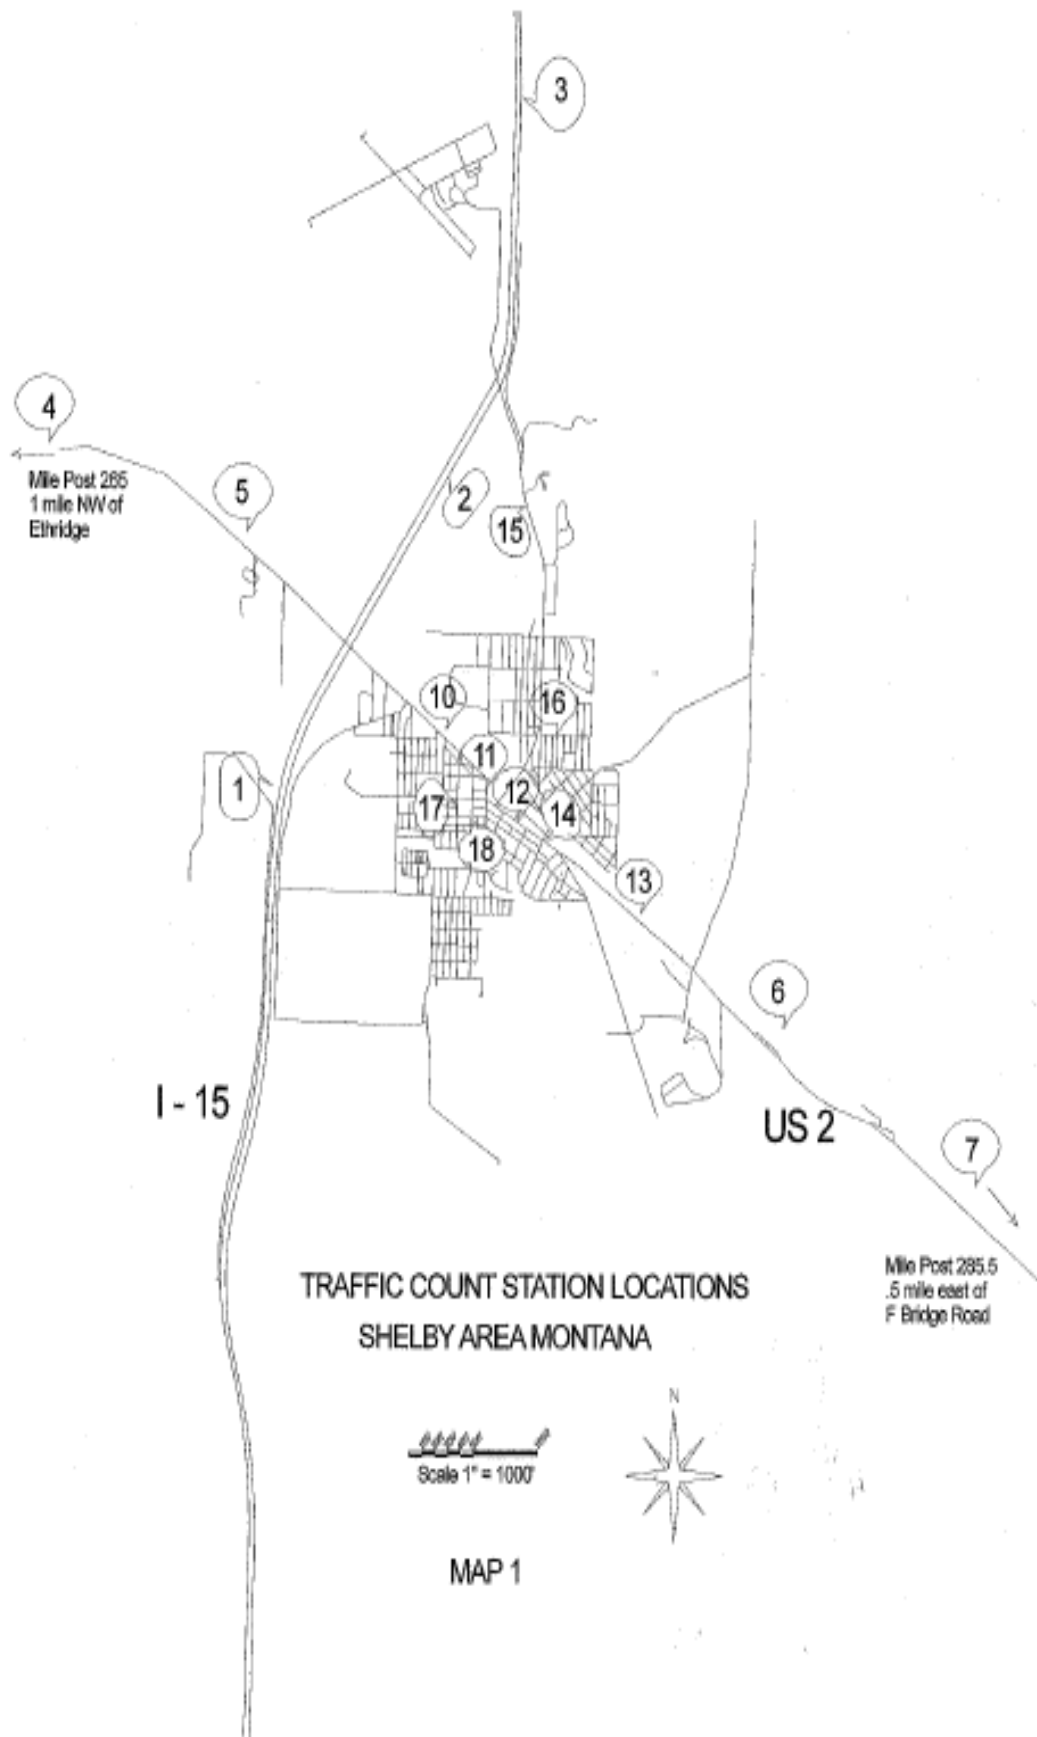 3
4
Mile Post 265
1 mile NW of
Ethridge
5
2
15
10
16
11
1
12
17
14
18
13
6
I - 15
US 2
7
Mile Post 285.5
.5 mile east of
F Bridge Road
TRAFFIC COUNT STATION LOCATIONS
SHELBY AREA MONTANA
N
Scale 1" = 1000'
MAP 1